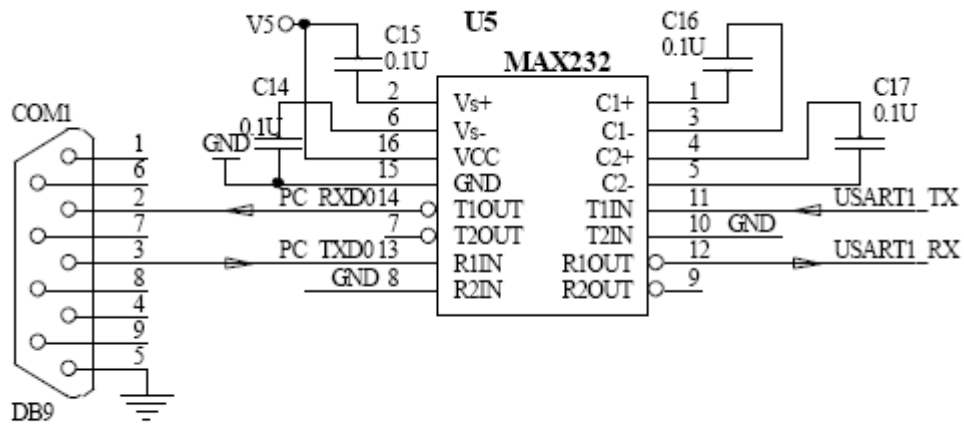 V5
C15
0.1U
U5
MAX232
C16
0.1U
C17
0.1U
C14
0.1U
GND
COM1
DB9
1
6
2
7
3
8
4
9
5
PC_RXD0
PC_TXD0
GND
2 Vs+
6 Vs-
16 VCC
15 GND
14 T1OUT
7 T2OUT
13 R1IN
8 R2IN
C1+ 1
C1- 3
C2+ 4
C2- 5
T1IN 11 USART1_TX
T2IN 10 GND
R1OUT 12 USART1_RX
R2OUT 9